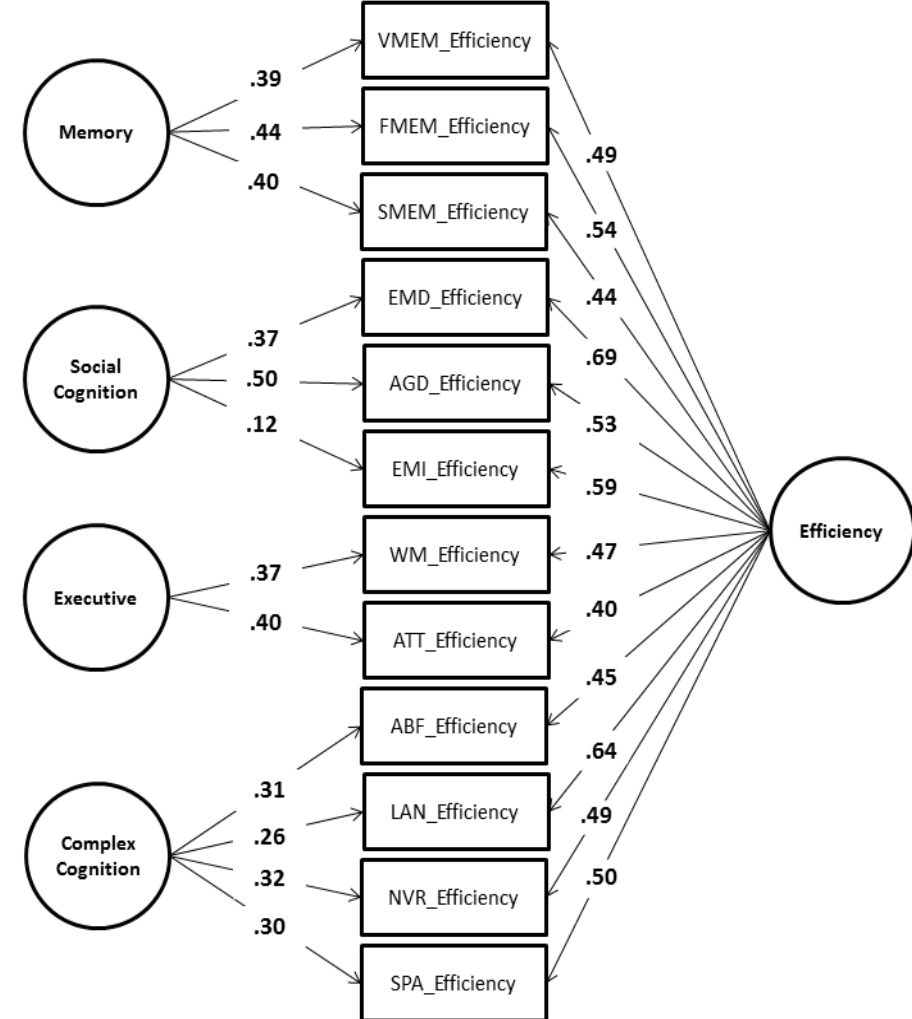 VMEM_Efficiency
.39
Memory
.44
FMEM_Efficiency
.49
.40
SMEM_Efficiency
.54
EMD_Efficiency
.44
.37
Social
Cognition
.50
AGD_Efficiency
.69
.12
.53
EMI_Efficiency
.59
WM_Efficiency
.47
Efficiency
.37
Executive
.40
ATT_Efficiency
.40
ABF_Efficiency
.45
.31
LAN_Efficiency
.64
.26
Complex
Cognition
.32
NVR_Efficiency
.49
.30
.50
SPA_Efficiency